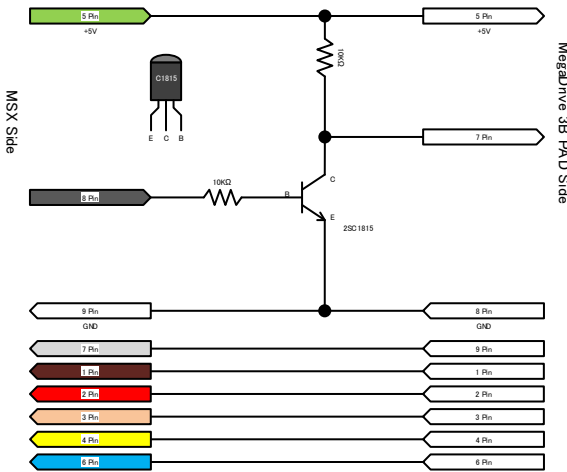 5 Pin
5 Pin
+5V
+5V
10KΩ
C1815
E C B
MSX Side
MegaDrive 3B PAD Side
7 Pin
8 Pin
10KΩ
B
C
E
2SC1815
9 Pin
8 Pin
GND
GND
7 Pin
9 Pin
1 Pin
1 Pin
2 Pin
2 Pin
3 Pin
3 Pin
4 Pin
4 Pin
6 Pin
6 Pin